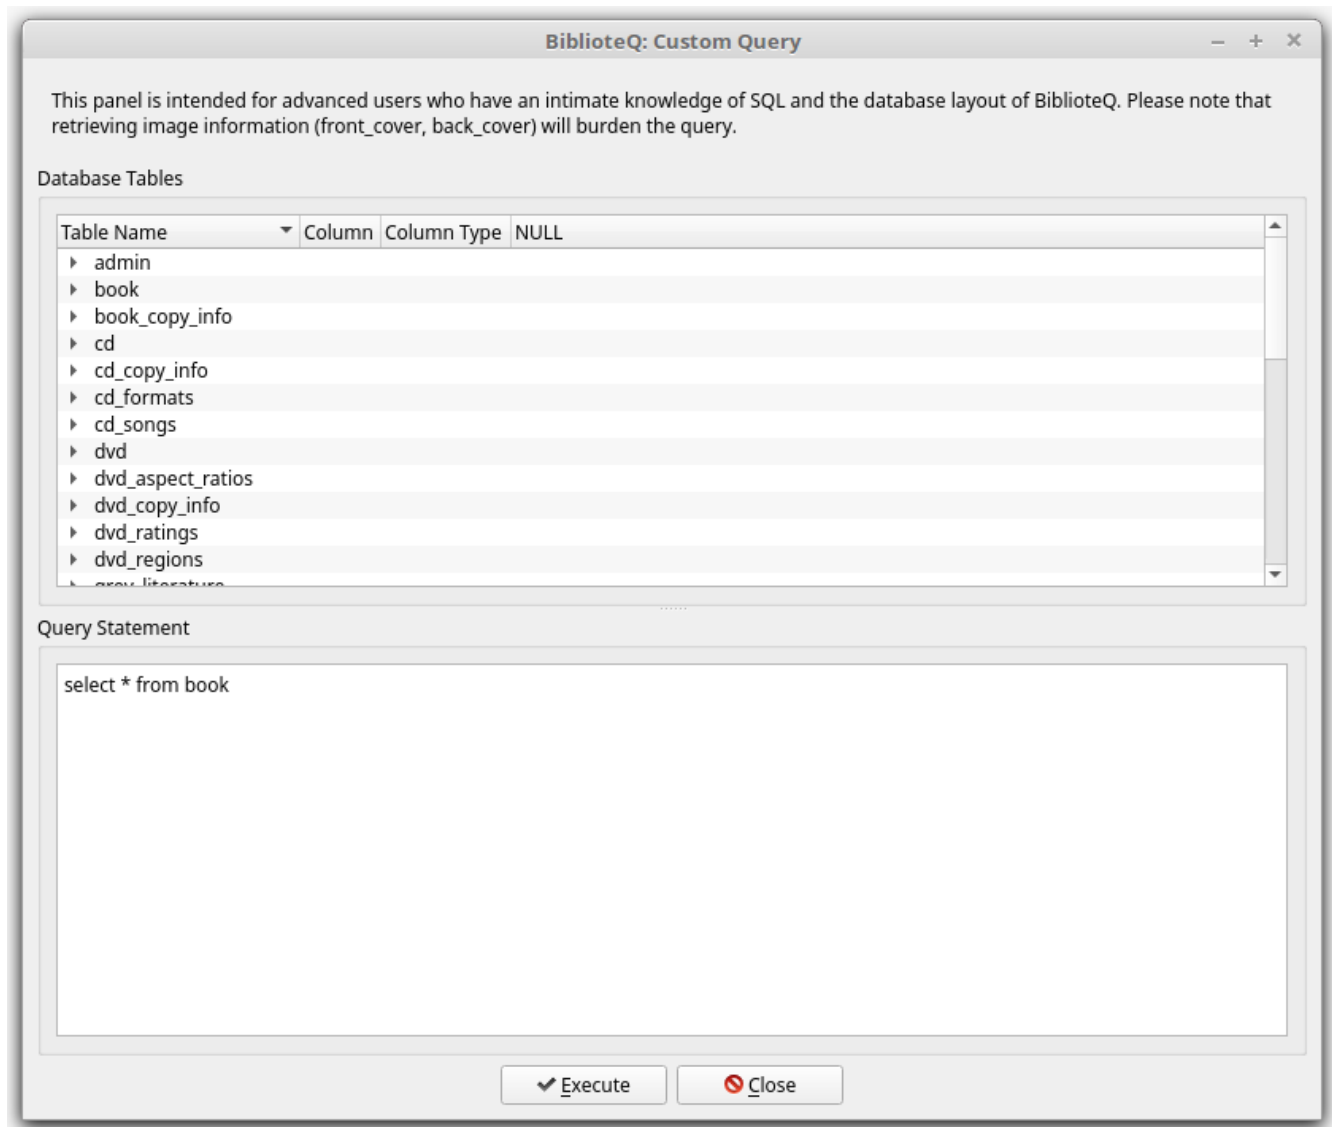 BiblioteQ: Custom Query
This panel is intended for advanced users who have an intimate knowledge of SQL and the database layout of BiblioteQ. Please note that
retrieving image information (front_cover, back_cover) will burden the query.
Database Tables
Table Name Column Column Type NULL
admin
book
book_copy_info
cd
cd_copy_info
cd_formats
cd_songs
dvd
dvd_aspect_ratios
dvd_copy_info
dvd_ratings
dvd_regions
grey_literature
Query Statement
select * from book
Execute Close